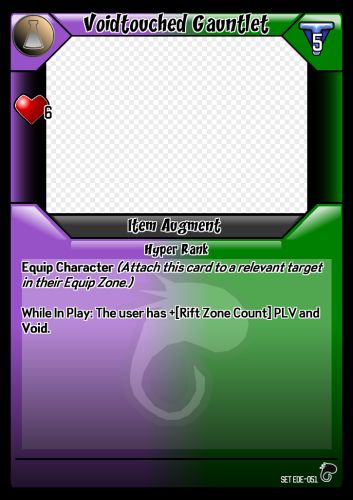 Voidtouched Gauntlet
5
6
Item Augment
Hyper Rank
Equip Character (Attach this card to a relevant target
in their Equip Zone.)
While In Play: The user has +[Rift Zone Count] PLV and
Void.
SET EDE-051